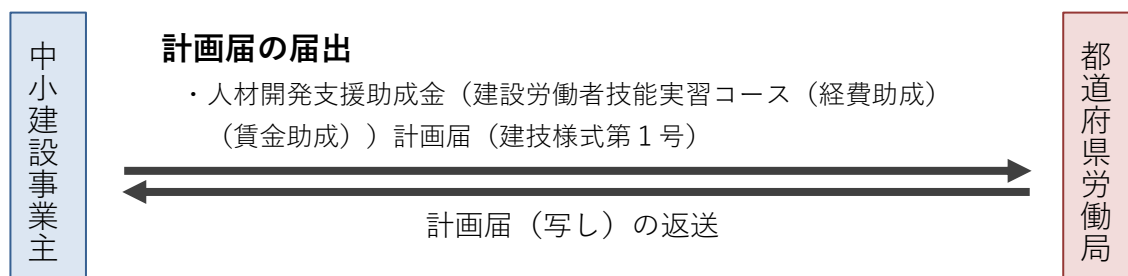 中小建設事業主
計画届の届出
・人材開発支援助成金（建設労働者技能実習コース（経費助成）
（賃金助成））計画届（建技様式第１号）
計画届（写し）の返送
都道府県労働局